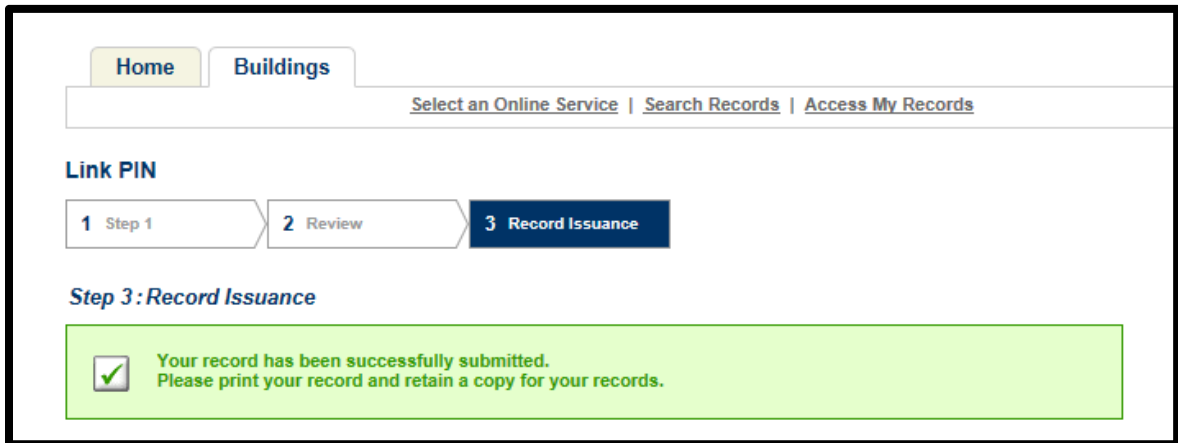 Home Buildings
Select an Online Service | Search Records | Access My Records
Link PIN
1 Step 1 2 Review 3 Record Issuance
Step 3: Record Issuance
Your record has been successfully submitted.
Please print your record and retain a copy for your records.